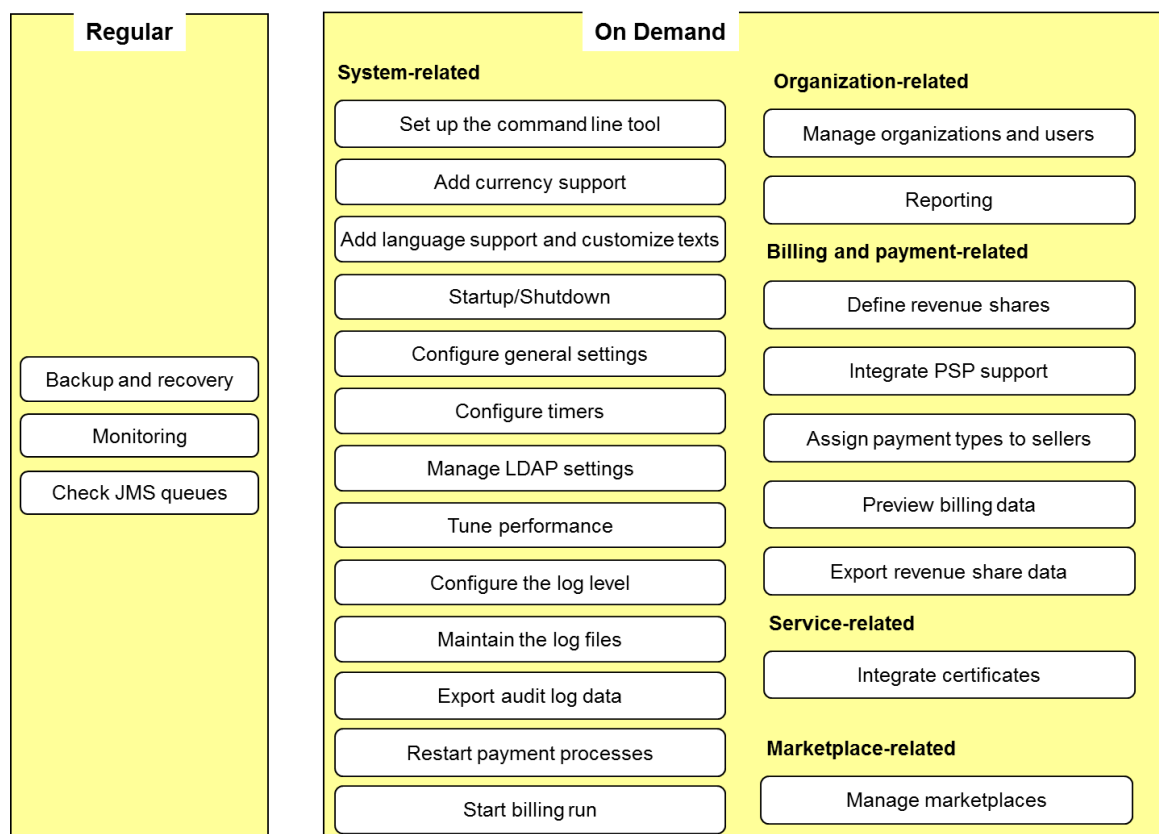 Regular
Backup and recovery
Monitoring
Check JMS queues
On Demand
System-related
Set up the command line tool
Add currency support
Add language support and customize texts
Startup/Shutdown
Configure general settings
Configure timers
Manage LDAP settings
Tune performance
Configure the log level
Maintain the log files
Export audit log data
Restart payment processes
Start billing run
Organization-related
Manage organizations and users
Reporting
Billing and payment-related
Define revenue shares
Integrate PSP support
Assign payment types to sellers
Preview billing data
Export revenue share data
Service-related
Integrate certificates
Marketplace-related
Manage marketplaces